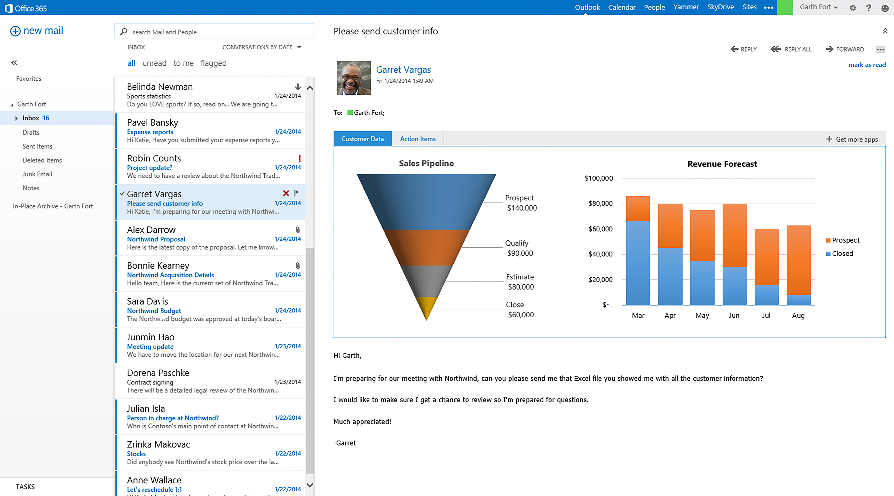 Office 365
Outlook Calendar People Yammer SkyDrive Sites ••• Garth Fort ?
new mail
search Mail and People
INBOX CONVERSATIONS BY DATE
all unread to me flagged
Favorites
Garth Fort
Inbox 16
Drafts
Sent Items
Deleted Items
Junk Email
Notes
In-Place Archive - Garth Fort
TASKS
Belinda Newman
Sports statistics 1/24/2014
Do you LOVE sports? If so, read on... We are going t...
Pavel Bansky
Expense reports 1/24/2014
Hi Katie, Have you submitted your expense reports y...
Robin Counts
Project update? 1/24/2014
We need to have a review about the Northwind Trad...
Garret Vargas
Please send customer info 1/24/2014
Hi Katie, I'm preparing for our meeting with Northwi...
Alex Darrow
Northwind Proposal 1/24/2014
Here is the latest copy of the proposal. Let me know...
Bonnie Kearney
Northwind Acquisition Details 1/24/2014
Hello team, Here is the current set of Northwind Tra...
Sara Davis
Northwind Budget 1/24/2014
The Northwind budget was approved at today's boar...
Junmin Hao
Meeting update 1/23/2014
We have to move the location for our next Northwin...
Dorena Paschke
Contract signing 1/23/2014
There will be a detailed legal review of the Northwin...
Julian Isla
Person in charge at Northwind? 1/22/2014
Who is Contoso's main point of contact at Northwin...
Zrinka Makovac
Stocks 1/22/2014
Did anybody see Northwind's stock price over the la...
Anne Wallace
Let's reschedule 1:1 1/22/2014
Please send customer info
REPLY REPLY ALL FORWARD •••
mark as read
Garret Vargas
Fri 1/24/2014 1:49 AM
To: Garth Fort;
Customer Data Action Items + Get more apps
Sales Pipeline
Prospect
$140,000
Qualify
$90,000
Estimate
$80,000
Close
$60,000
Revenue Forecast
$100,000
$80,000
$60,000
$40,000
$20,000
$-
Mar Apr May Jun Jul Aug
Prospect
Closed
Hi Garth,
I'm preparing for our meeting with Northwind, can you please send me that Excel file you showed me with all the customer information?
I would like to make sure I get a chance to review so I'm prepared for questions.
Much appreciated!
-Garret